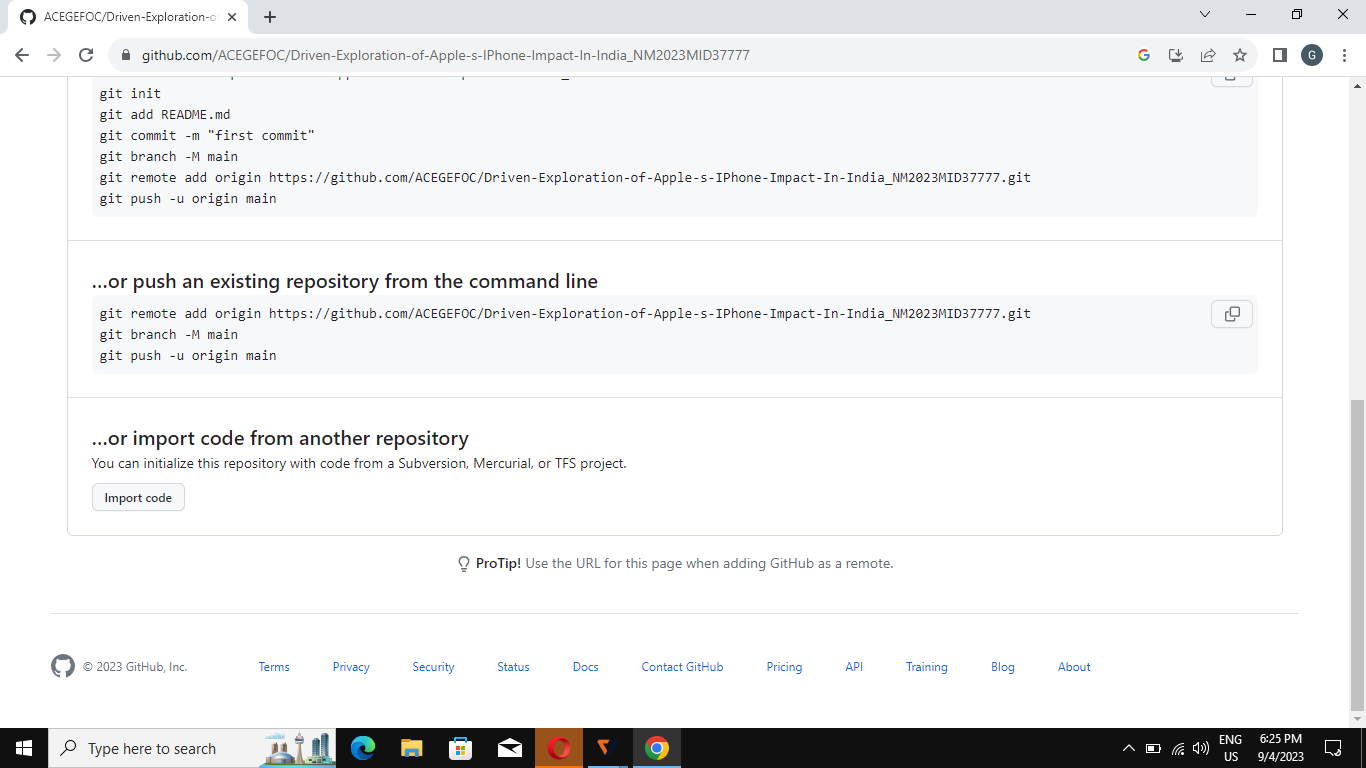 ACEGEFOC/Driven-Exploration-o
github.com/ACEGEFOC/Driven-Exploration-of-Apple-s-IPhone-Impact-In-India_NM2023MID37777
G
git init
git add README.md
git commit -m "first commit"
git branch -M main
git remote add origin https://github.com/ACEGEFOC/Driven-Exploration-of-Apple-s-IPhone-Impact-In-India_NM2023MID37777.git
git push -u origin main
...or push an existing repository from the command line
git remote add origin https://github.com/ACEGEFOC/Driven-Exploration-of-Apple-s-IPhone-Impact-In-India_NM2023MID37777.git
git branch -M main
git push -u origin main
...or import code from another repository
You can initialize this repository with code from a Subversion, Mercurial, or TFS project.
Import code
ProTip! Use the URL for this page when adding GitHub as a remote.
© 2023 GitHub, Inc. Terms Privacy Security Status Docs Contact GitHub Pricing API Training Blog About
Type here to search
ENG
US
6:25 PM
9/4/2023